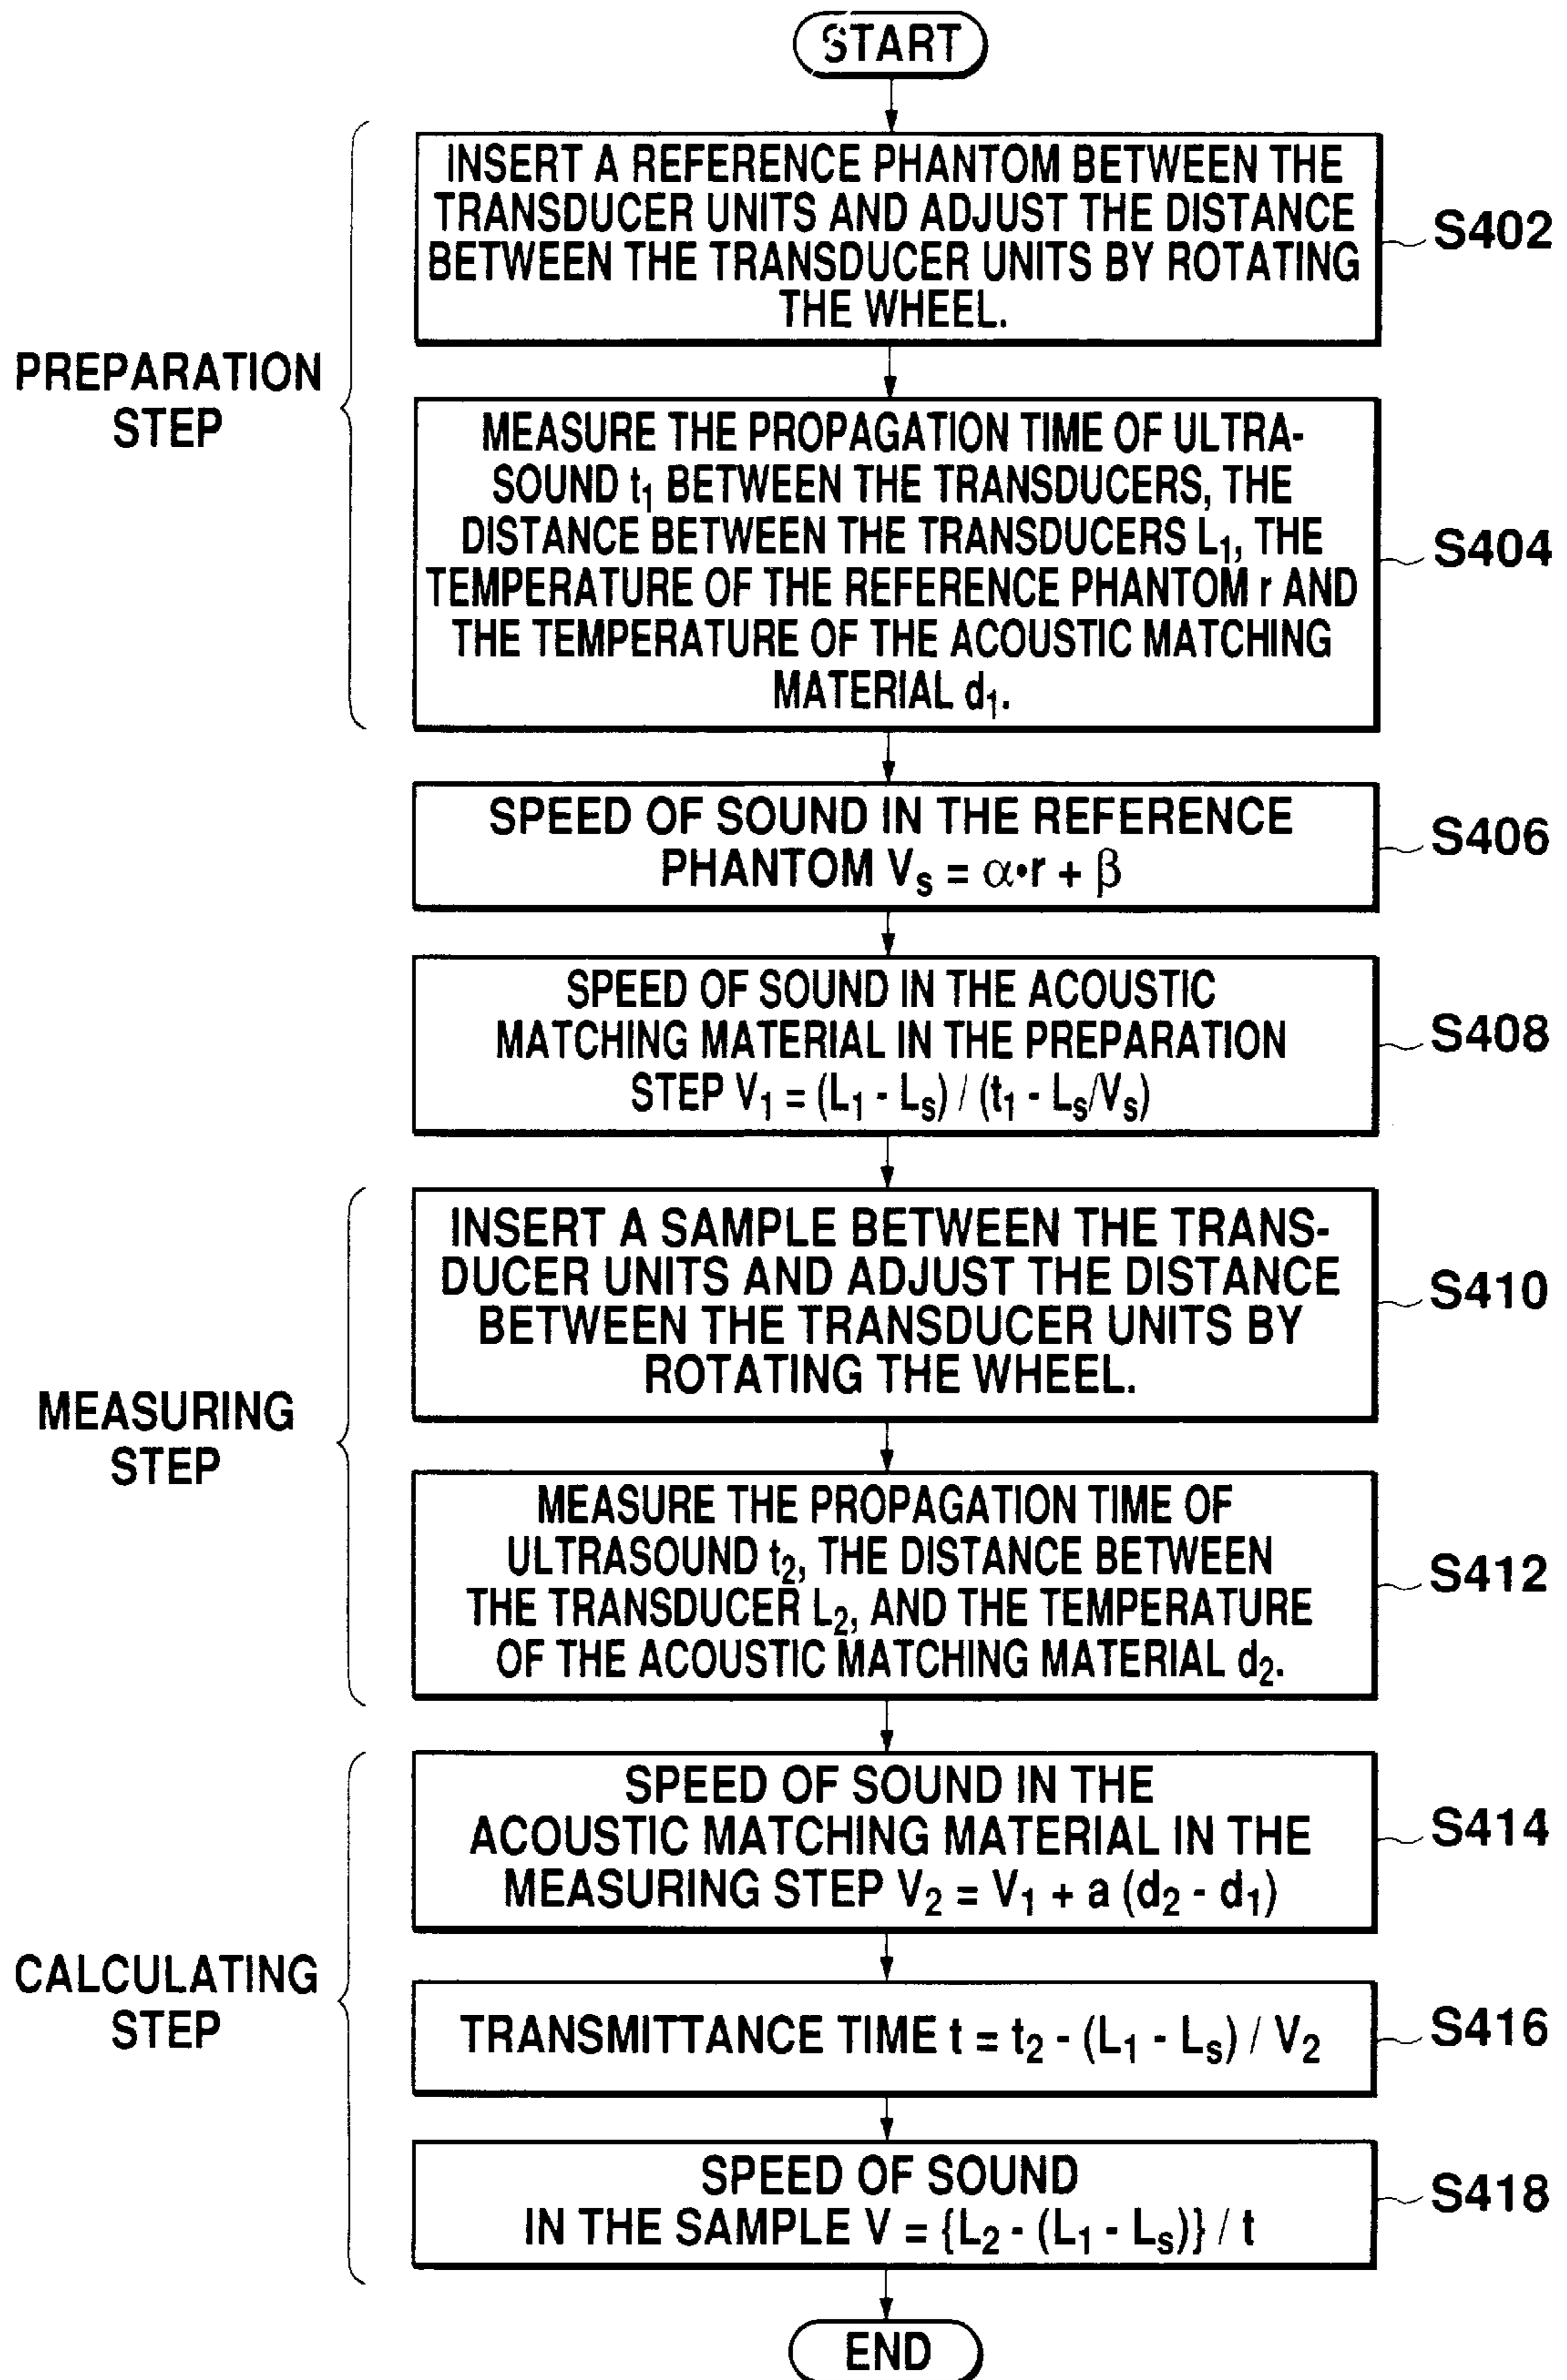 START
INSERT A REFERENCE PHANTOM BETWEEN THE
TRANSDUCER UNITS AND ADJUST THE DISTANCE
BETWEEN THE TRANSDUCER UNITS BY ROTATING
THE WHEEL.
S402
PREPARATION
STEP
MEASURE THE PROPAGATION TIME OF ULTRA-
SOUND t₁ BETWEEN THE TRANSDUCERS, THE
DISTANCE BETWEEN THE TRANSDUCERS L₁, THE
TEMPERATURE OF THE REFERENCE PHANTOM r AND
THE TEMPERATURE OF THE ACOUSTIC MATCHING
MATERIAL d₁.
S404
SPEED OF SOUND IN THE REFERENCE
PHANTOM Vₛ = α•r + β
S406
SPEED OF SOUND IN THE ACOUSTIC
MATCHING MATERIAL IN THE PREPARATION
STEP V₁ = (L₁ - Lₛ) / (t₁ - Lₛ/Vₛ)
S408
INSERT A SAMPLE BETWEEN THE TRANS-
DUCER UNITS AND ADJUST THE DISTANCE
BETWEEN THE TRANSDUCER UNITS BY
ROTATING THE WHEEL.
S410
MEASURING
STEP
MEASURE THE PROPAGATION TIME OF
ULTRASOUND t₂, THE DISTANCE BETWEEN
THE TRANSDUCER L₂, AND THE TEMPERATURE
OF THE ACOUSTIC MATCHING MATERIAL d₂.
S412
SPEED OF SOUND IN THE
ACOUSTIC MATCHING MATERIAL IN THE
MEASURING STEP V₂ = V₁ + a (d₂ - d₁)
S414
CALCULATING
STEP
TRANSMITTANCE TIME t = t₂ - (L₁ - Lₛ) / V₂
S416
SPEED OF SOUND
IN THE SAMPLE V = {L₂ - (L₁ - Lₛ)} / t
S418
END